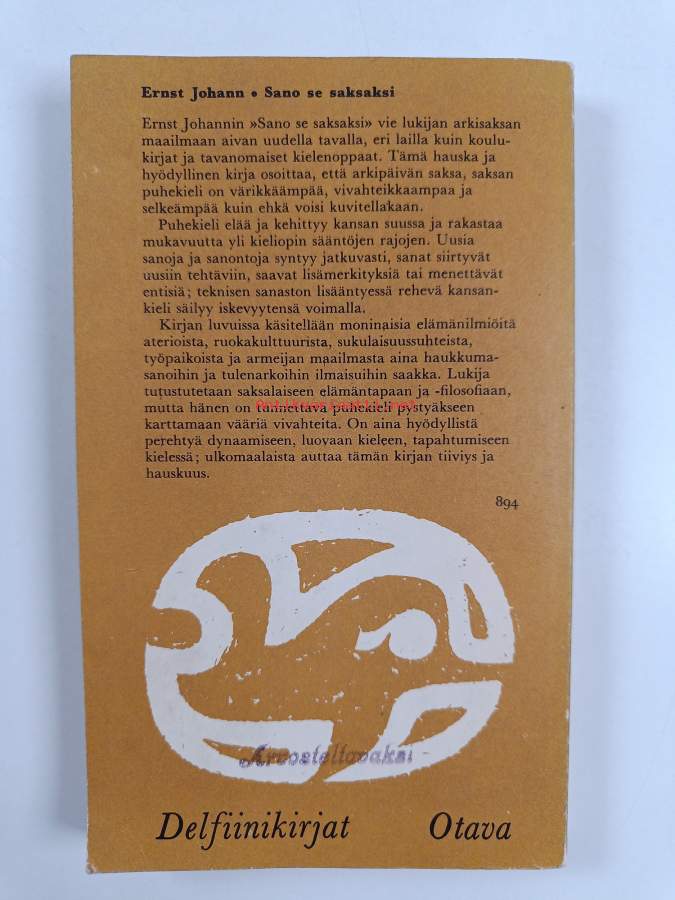 Ernst Johann • Sano se saksaksi
Ernst Johannin »Sano se saksaksi» vie lukijan arkisaksan
maailmaan aivan uudella tavalla, eri lailla kuin koulu-
kirjat ja tavanomaiset kielenoppaat. Tämä hauska ja
hyödyllinen kirja osoittaa, että arkipäivän saksa, saksan
puhekieli on värikkäämpää, vivahteikkaampaa ja
selkeämpää kuin ehkä voisi kuvitellakaan.
Puhekieli elää ja kehittyy kansan suussa ja rakastaa
mukavuutta yli kieliopin sääntöjen rajojen. Uusia
sanoja ja sanontoja syntyy jatkuvasti, sanat siirtyvät
uusiin tehtäviin, saavat lisämerkityksiä tai menettävät
entisiä; teknisen sanaston lisääntyessä rehevä kansan-
kieli säilyy iskevyytensä voimalla.
Kirjan luvuissa käsitellään moninaisia elämänilmiöitä
aterioista, ruokakulttuurista, sukulaisuussuhteista,
työpaikoista ja armeijan maailmasta aina haukkuma-
sanoihin ja tulenarkoihin ilmaisuihin saakka. Lukija
tutustutetaan saksalaiseen elämäntapaan ja -filosofiaan,
mutta hänen on tunnettava puhekieli pystyäkseen
karttamaan vääriä vivahteita. On aina hyödyllistä
perehtyä dynaamiseen, luovaan kieleen, tapahtumiseen
kielessä; ulkomaalaista auttaa tämän kirjan tiiviys ja
hauskuus.
894
Arvosteltavaksi
Delfiinikirjat Otava